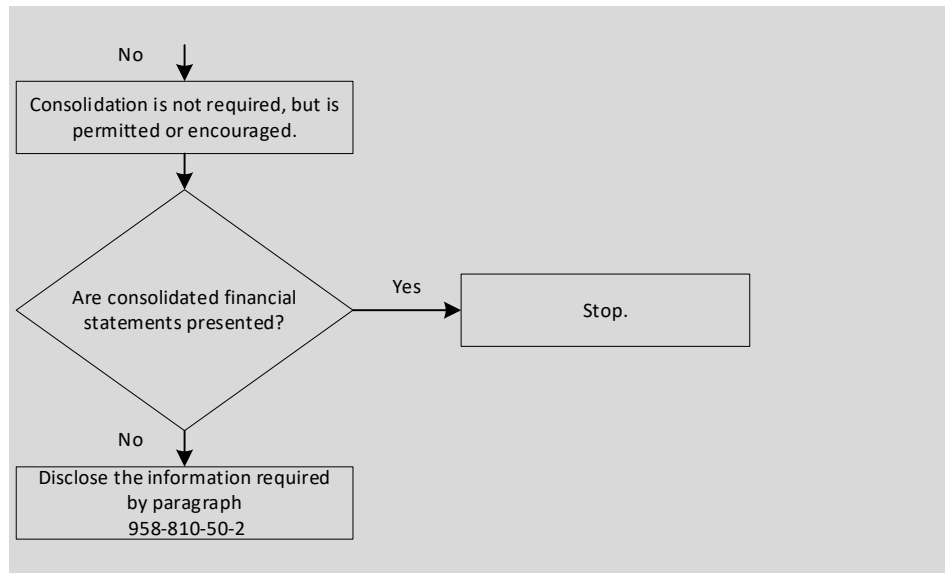 No
Consolidation is not required, but is
permitted or encouraged.
Are consolidated financial
statements presented?
Yes
Stop.
No
Disclose the information required
by paragraph
958-810-50-2